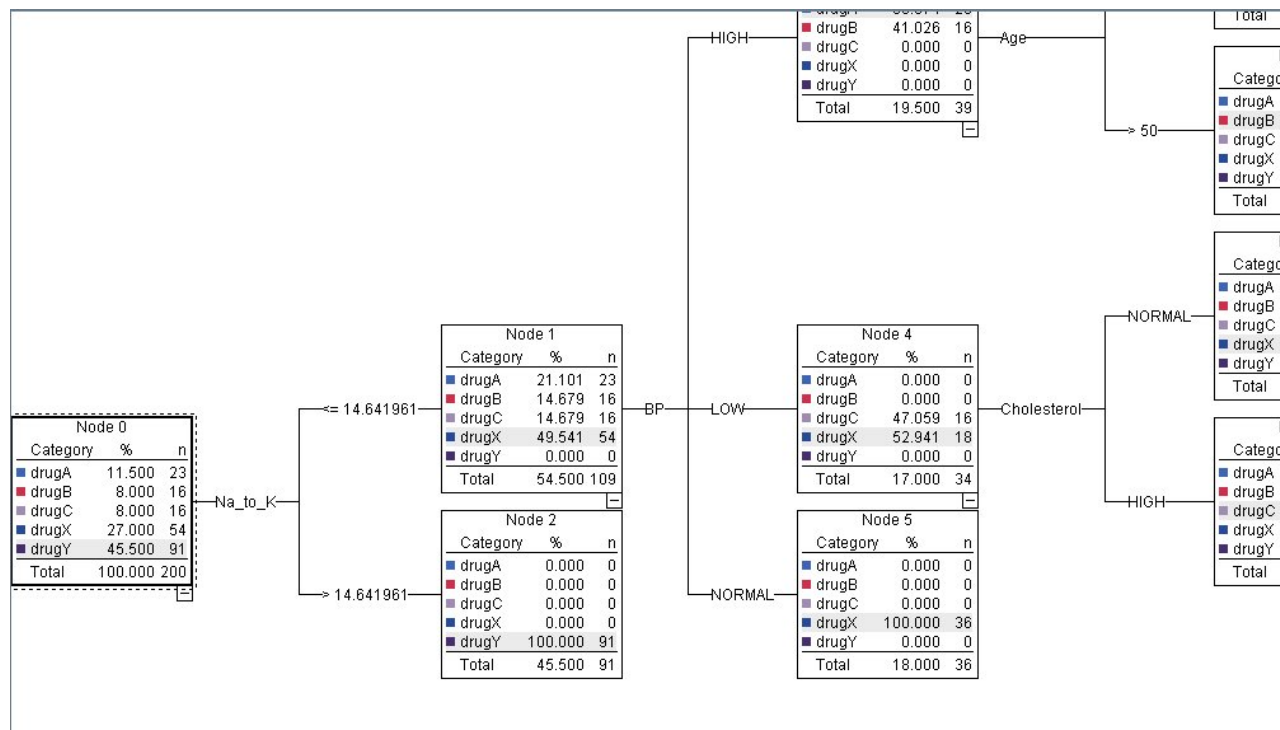 Node 0
Category % n
drugA 11.500 23
drugB 8.000 16
drugC 8.000 16
drugX 27.000 54
drugY 45.500 91
Total 100.000 200
Na_to_K
<= 14.641961
> 14.641961
Node 1
Category % n
drugA 21.101 23
drugB 14.679 16
drugC 14.679 16
drugX 49.541 54
drugY 0.000 0
Total 54.500 109
Node 2
Category % n
drugA 0.000 0
drugB 0.000 0
drugC 0.000 0
drugX 0.000 0
drugY 100.000 91
Total 45.500 91
BP
HIGH
LOW
NORMAL
drugB 41.026 16
drugC 0.000 0
drugX 0.000 0
drugY 0.000 0
Total 19.500 39
Node 4
Category % n
drugA 0.000 0
drugB 0.000 0
drugC 47.059 16
drugX 52.941 18
drugY 0.000 0
Total 17.000 34
Node 5
Category % n
drugA 0.000 0
drugB 0.000 0
drugC 0.000 0
drugX 100.000 36
drugY 0.000 0
Total 18.000 36
Age
> 50
Cholesterol
NORMAL
HIGH
Total
Catego
drugA
drugB
drugC
drugX
drugY
Total
Catego
drugA
drugB
drugC
drugX
drugY
Total
Catego
drugA
drugB
drugC
drugX
drugY
Total